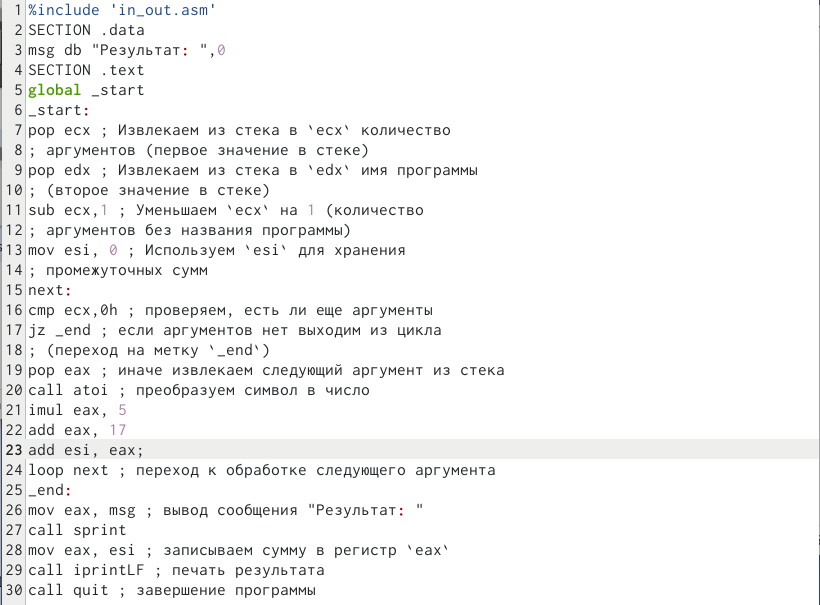 1 %include 'in_out.asm'
2 SECTION .data
3 msg db "Результат: ",0
4 SECTION .text
5 global _start
6 _start:
7 pop ecx ; Извлекаем из стека в `ecx` количество
8 ; аргументов (первое значение в стеке)
9 pop edx ; Извлекаем из стека в `edx` имя программы
10 ; (второе значение в стеке)
11 sub ecx,1 ; Уменьшаем `ecx` на 1 (количество
12 ; аргументов без названия программы)
13 mov esi, 0 ; Используем `esi` для хранения
14 ; промежуточных сумм
15 next:
16 cmp ecx,0h ; проверяем, есть ли еще аргументы
17 jz _end ; если аргументов нет выходим из цикла
18 ; (переход на метку `_end`)
19 pop eax ; иначе извлекаем следующий аргумент из стека
20 call atoi ; преобразуем символ в число
21 imul eax, 5
22 add eax, 17
23 add esi, eax;
24 loop next ; переход к обработке следующего аргумента
25 _end:
26 mov eax, msg ; вывод сообщения "Результат: "
27 call sprint
28 mov eax, esi ; записываем сумму в регистр `eax`
29 call iprintLF ; печать результата
30 call quit ; завершение программы